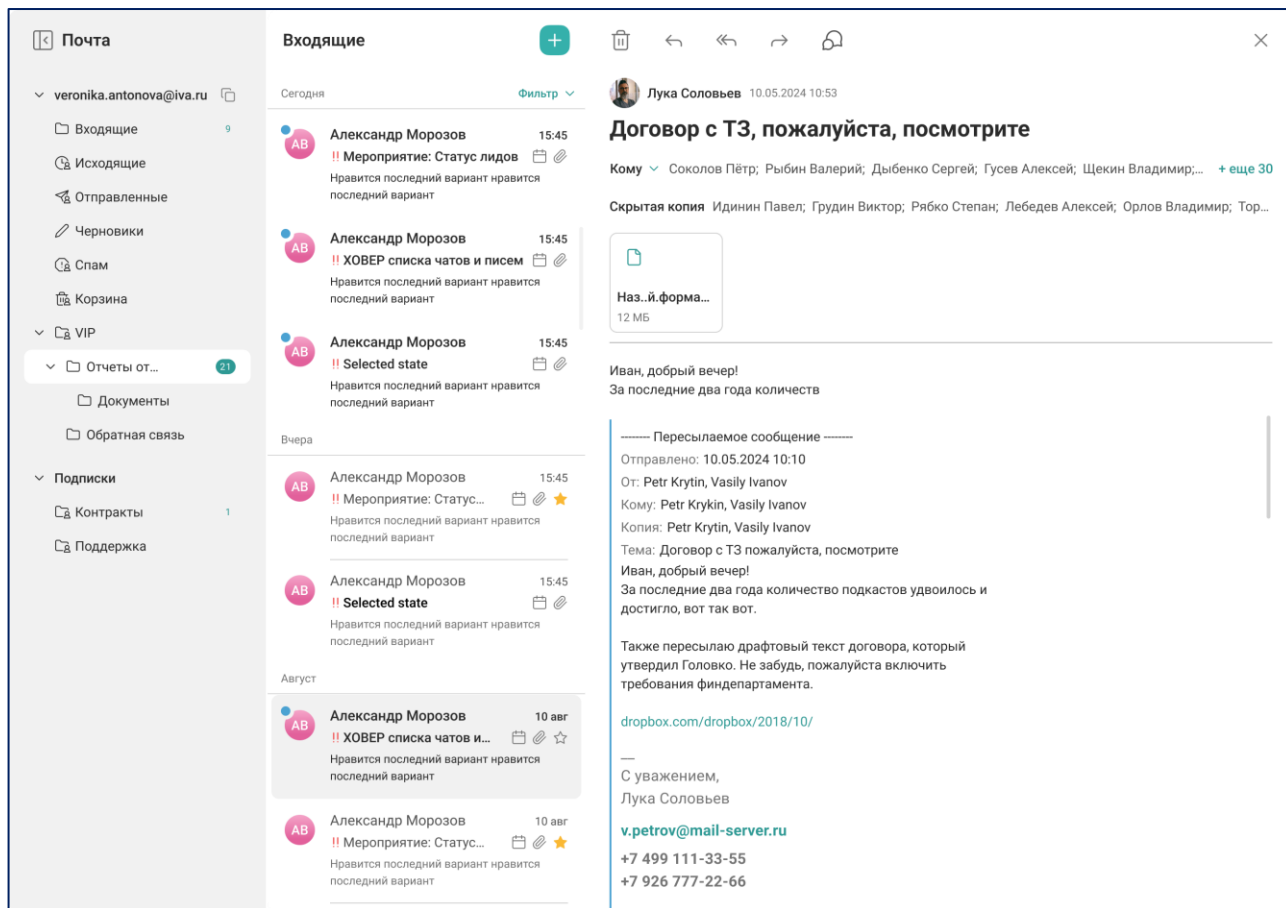 Почта
veronika.antonova@iva.ru
Входящие 9
Исходящие
Отправленные
Черновики
Спам
Корзина
VIP
Отчеты от... 21
Документы
Обратная связь
Подписки
Контракты 1
Поддержка
Входящие
Сегодня Фильтр
АВ
Александр Морозов 15:45
!! Мероприятие: Статус лидов
Нравится последний вариант нравится
последний вариант
АВ
Александр Морозов 15:45
!! ХОВЕР списка чатов и писем
Нравится последний вариант нравится
последний вариант
АВ
Александр Морозов 15:45
!! Selected state
Нравится последний вариант нравится
последний вариант
Вчера
АВ
Александр Морозов 15:45
!! Мероприятие: Статус...
Нравится последний вариант нравится
последний вариант
АВ
Александр Морозов 15:45
!! Selected state
Нравится последний вариант нравится
последний вариант
Август
АВ
Александр Морозов 10 авг
!! ХОВЕР списка чатов и...
Нравится последний вариант нравится
последний вариант
АВ
Александр Морозов 10 авг
!! Мероприятие: Статус...
Нравится последний вариант нравится
последний вариант
Лука Соловьев 10.05.2024 10:53
Договор с ТЗ, пожалуйста, посмотрите
Кому Соколов Пётр; Рыбин Валерий; Дыбенко Сергей; Гусев Алексей; Щекин Владимир;... + еще 30
Скрытая копия Идинин Павел; Грудин Виктор; Рябко Степан; Лебедев Алексей; Орлов Владимир; Тор...
Наз..й.форма...
12 МБ
Иван, добрый вечер!
За последние два года количеств
-------- Пересылаемое сообщение --------
Отправлено: 10.05.2024 10:10
От: Petr Krytin, Vasily Ivanov
Кому: Petr Krykin, Vasily Ivanov
Копия: Petr Krytin, Vasily Ivanov
Тема: Договор с ТЗ пожалуйста, посмотрите
Иван, добрый вечер!
За последние два года количество подкастов удвоилось и
достигло, вот так вот.
Также пересылаю драфтовый текст договора, который
утвердил Головко. Не забудь, пожалуйста включить
требования финдепартамента.
dropbox.com/dropbox/2018/10/
—
С уважением,
Лука Соловьев
v.petrov@mail-server.ru
+7 499 111-33-55
+7 926 777-22-66